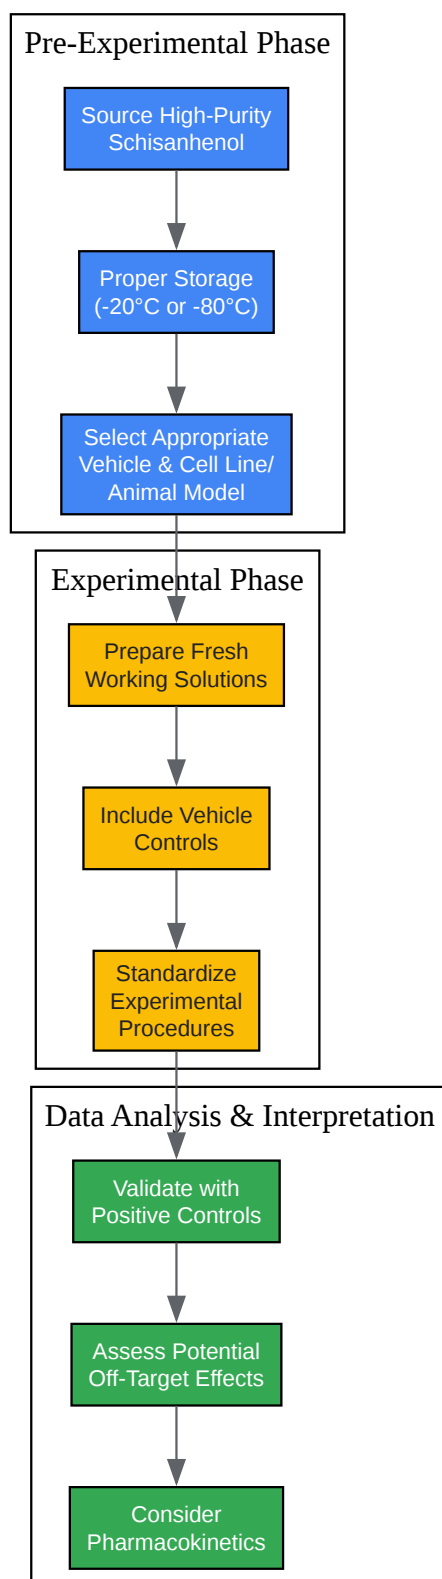 Pre-Experimental Phase
Source High-Purity
Schisanhenol
Proper Storage
(-20°C or -80°C)
Select Appropriate
Vehicle & Cell Line/
Animal Model
Experimental Phase
Prepare Fresh
Working Solutions
Include Vehicle
Controls
Standardize
Experimental
Procedures
Data Analysis & Interpretation
Validate with
Positive Controls
Assess Potential
Off-Target Effects
Consider
Pharmacokinetics